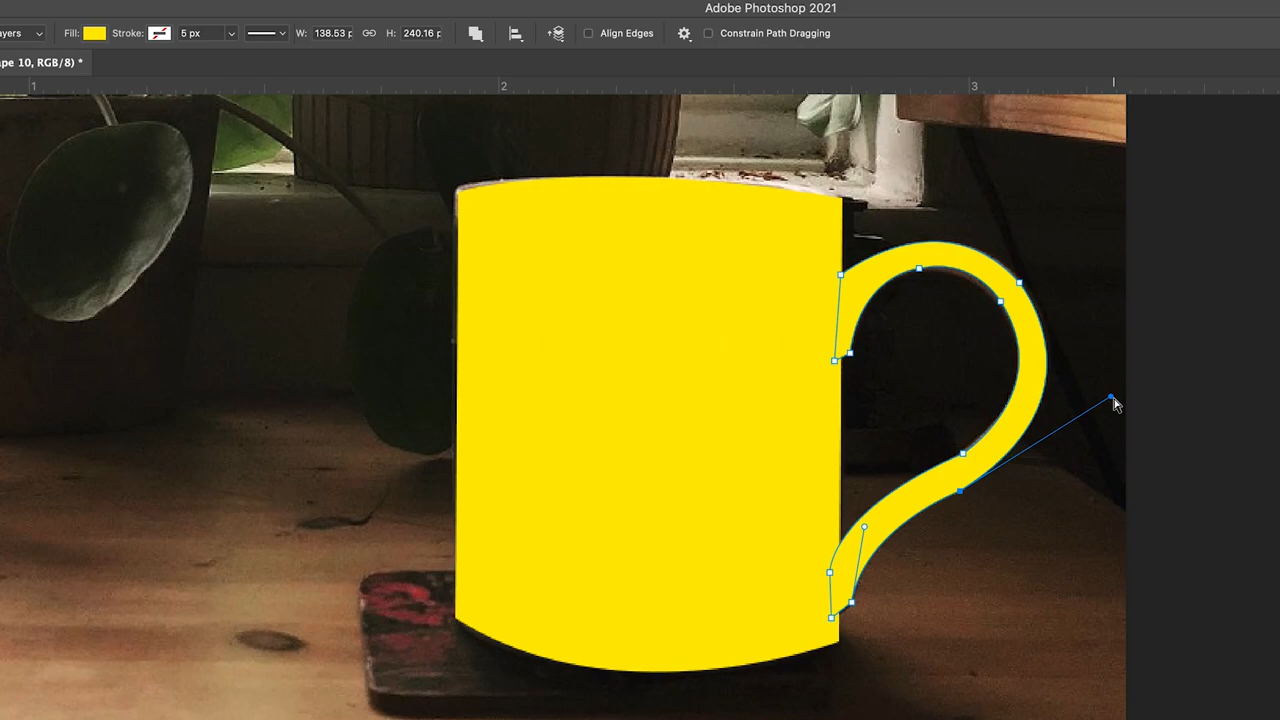 Adobe Photoshop 2021
ayers Fill: Stroke: 5 px W: 138.53 p H: 240.16 p Align Edges Constrain Path Dragging
ape 10, RGB/8) *
1 2 3